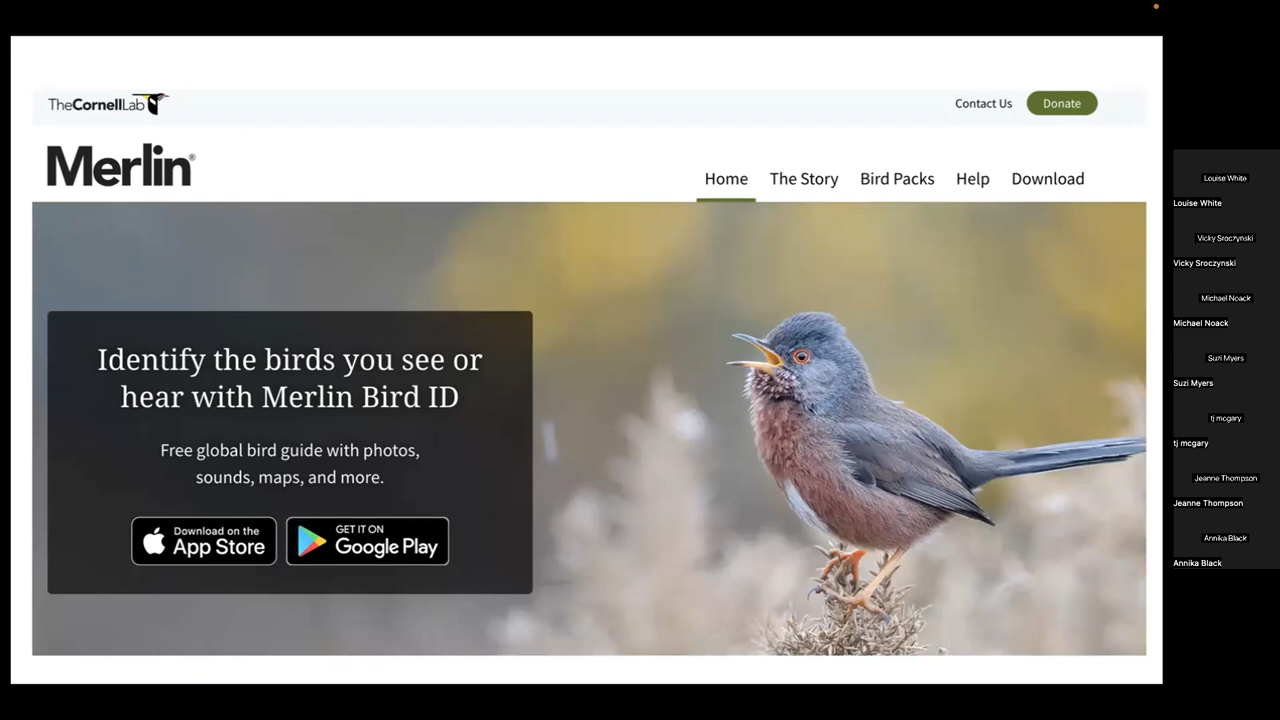 TheCornellLab
Contact Us
Donate
Merlin®
Home
The Story
Bird Packs
Help
Download
Identify the birds you see or
hear with Merlin Bird ID
Free global bird guide with photos,
sounds, maps, and more.
Download on the
App Store
GET IT ON
Google Play
Louise White
Louise White
Vicky Sroczynski
Vicky Sroczynski
Michael Noack
Michael Noack
Suzi Myers
Suzi Myers
tj mcgary
tj mcgary
Jeanne Thompson
Jeanne Thompson
Annika Black
Annika Black